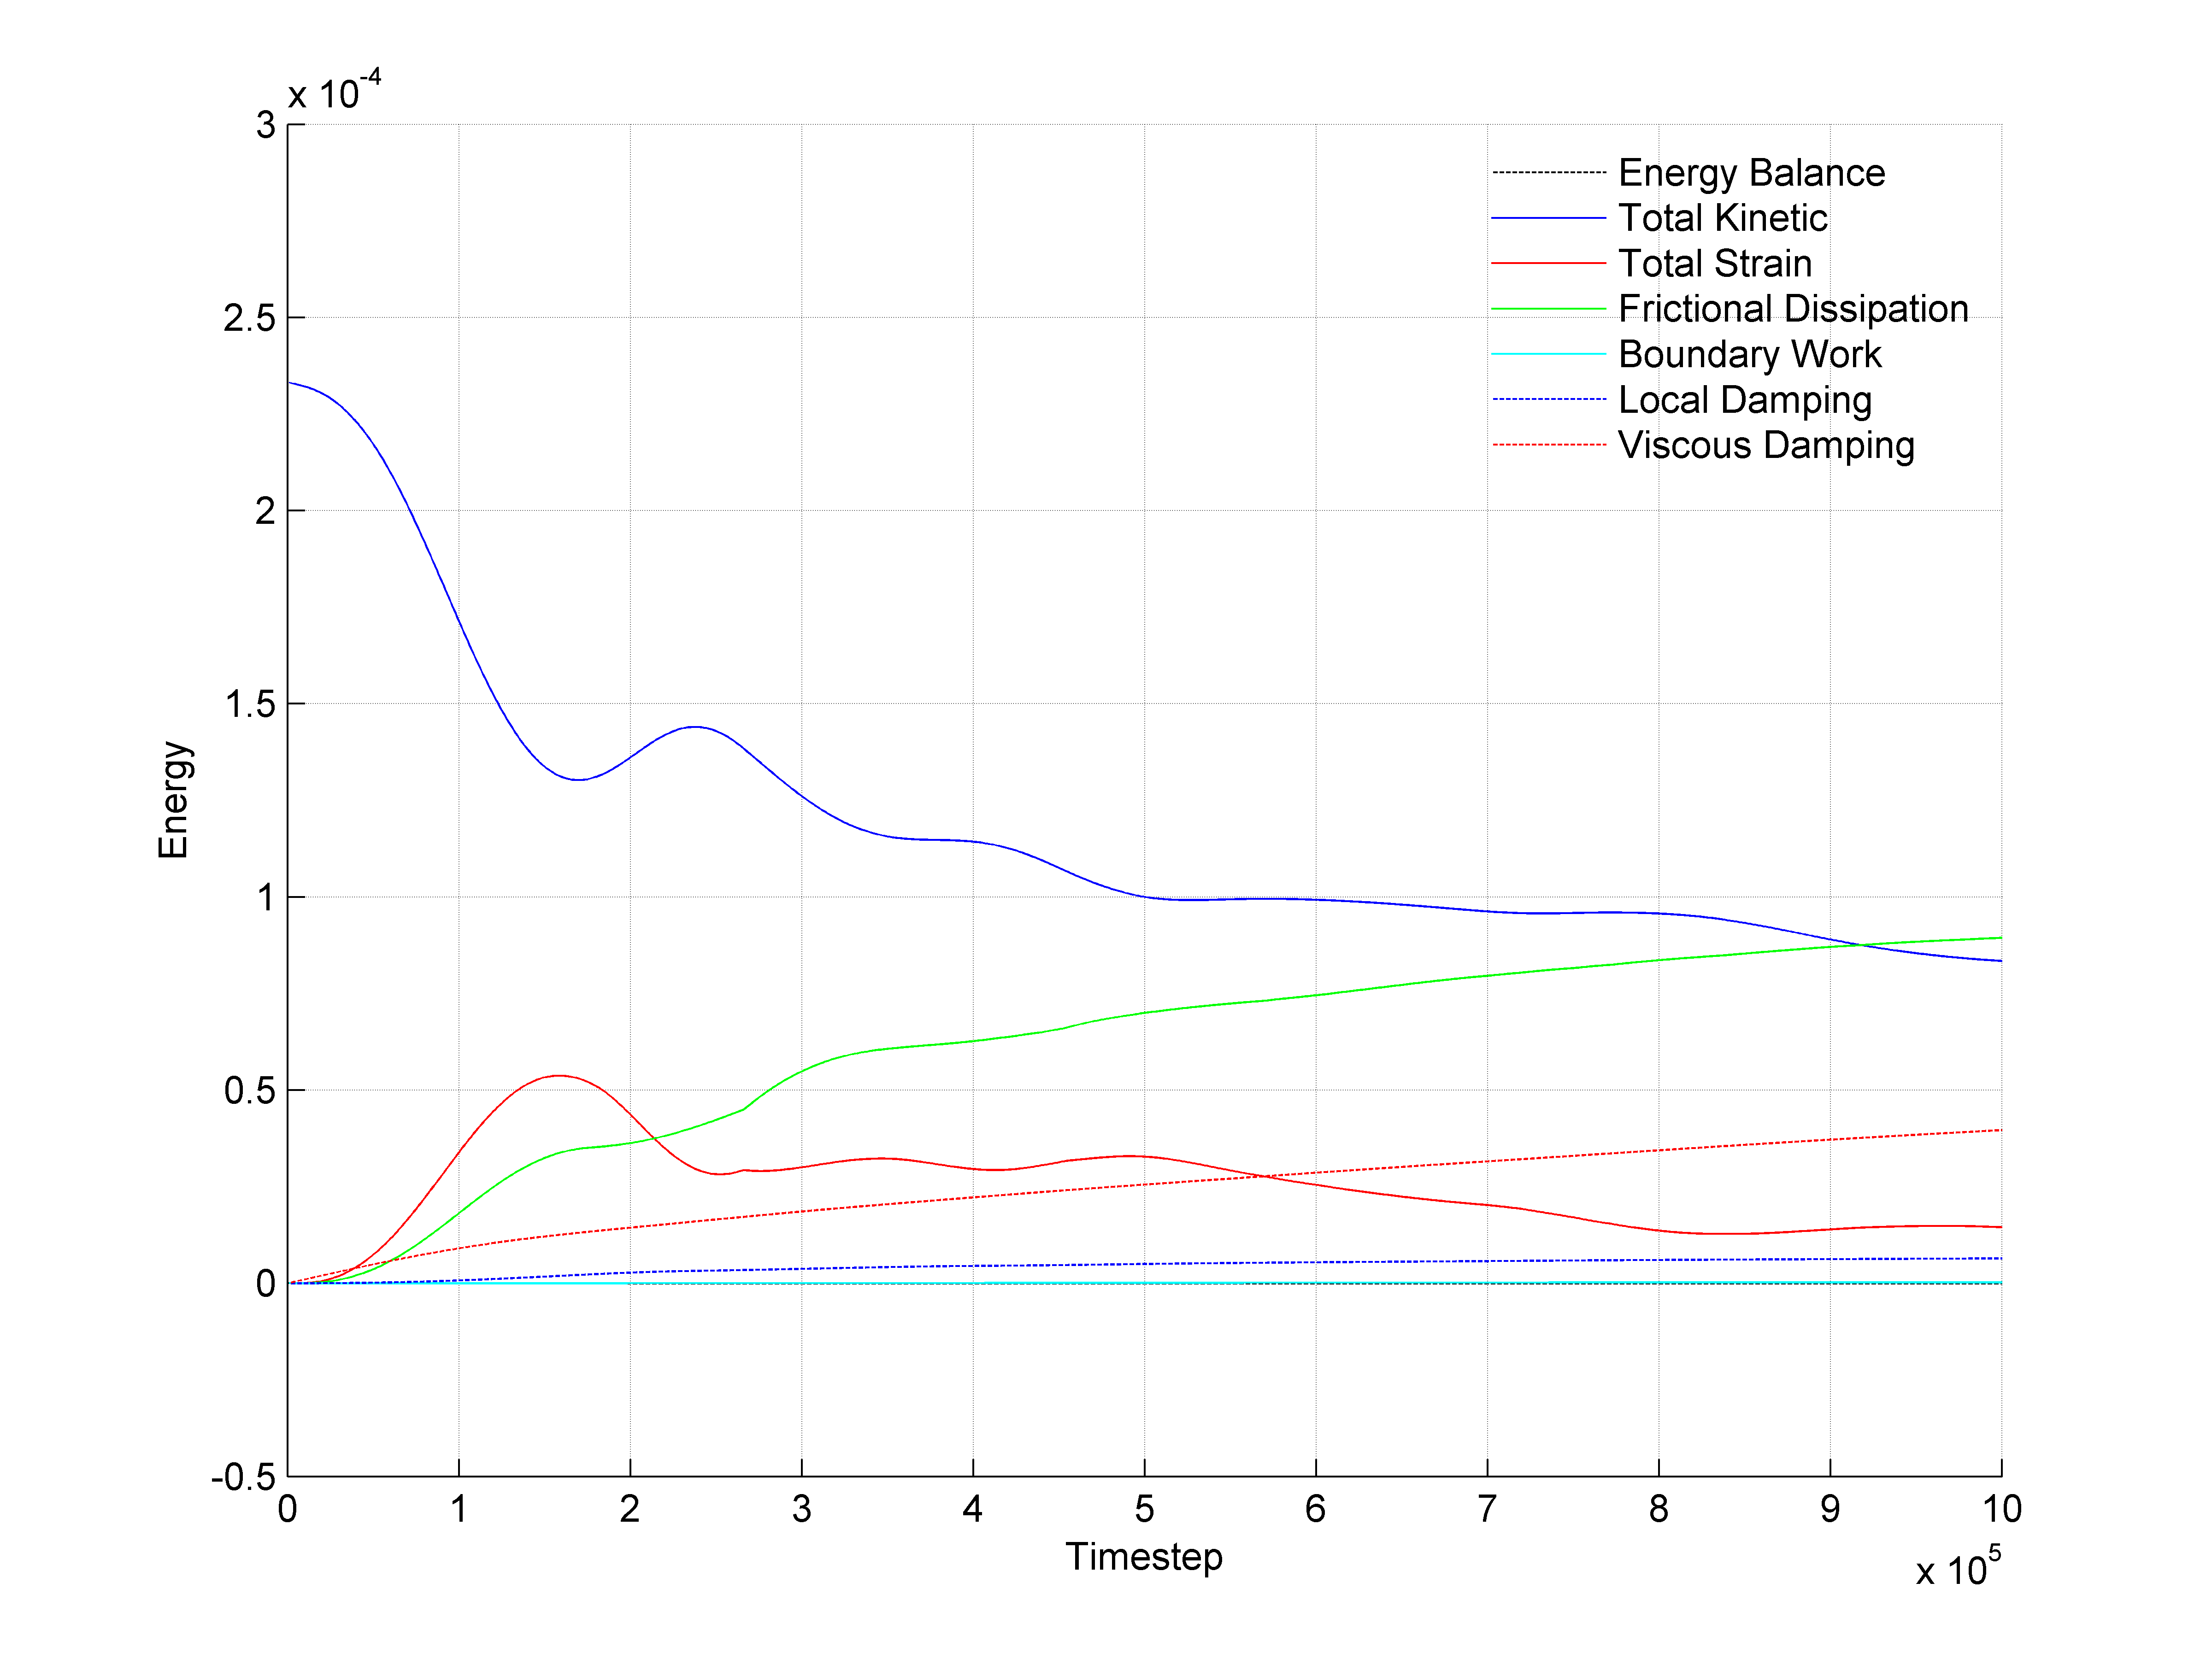 x 10-4
3
2.5
2
1.5
1
0.5
0
-0.5
Energy
Energy Balance
Total Kinetic
Total Strain
Frictional Dissipation
Boundary Work
Local Damping
Viscous Damping
0 1 2 3 4 5 6 7 8 9 10
Timestep
x 105